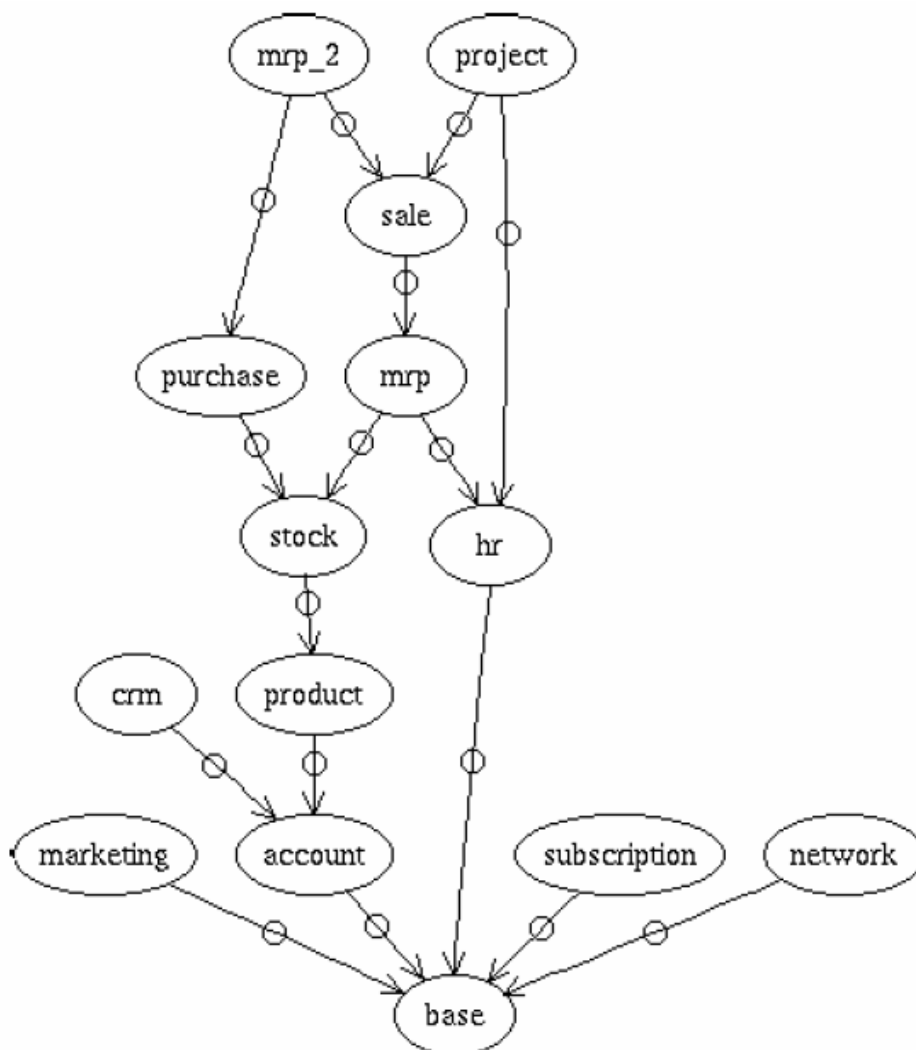 mrp_2
project
sale
purchase
mrp
stock
hr
crm
product
marketing
account
subscription
network
base